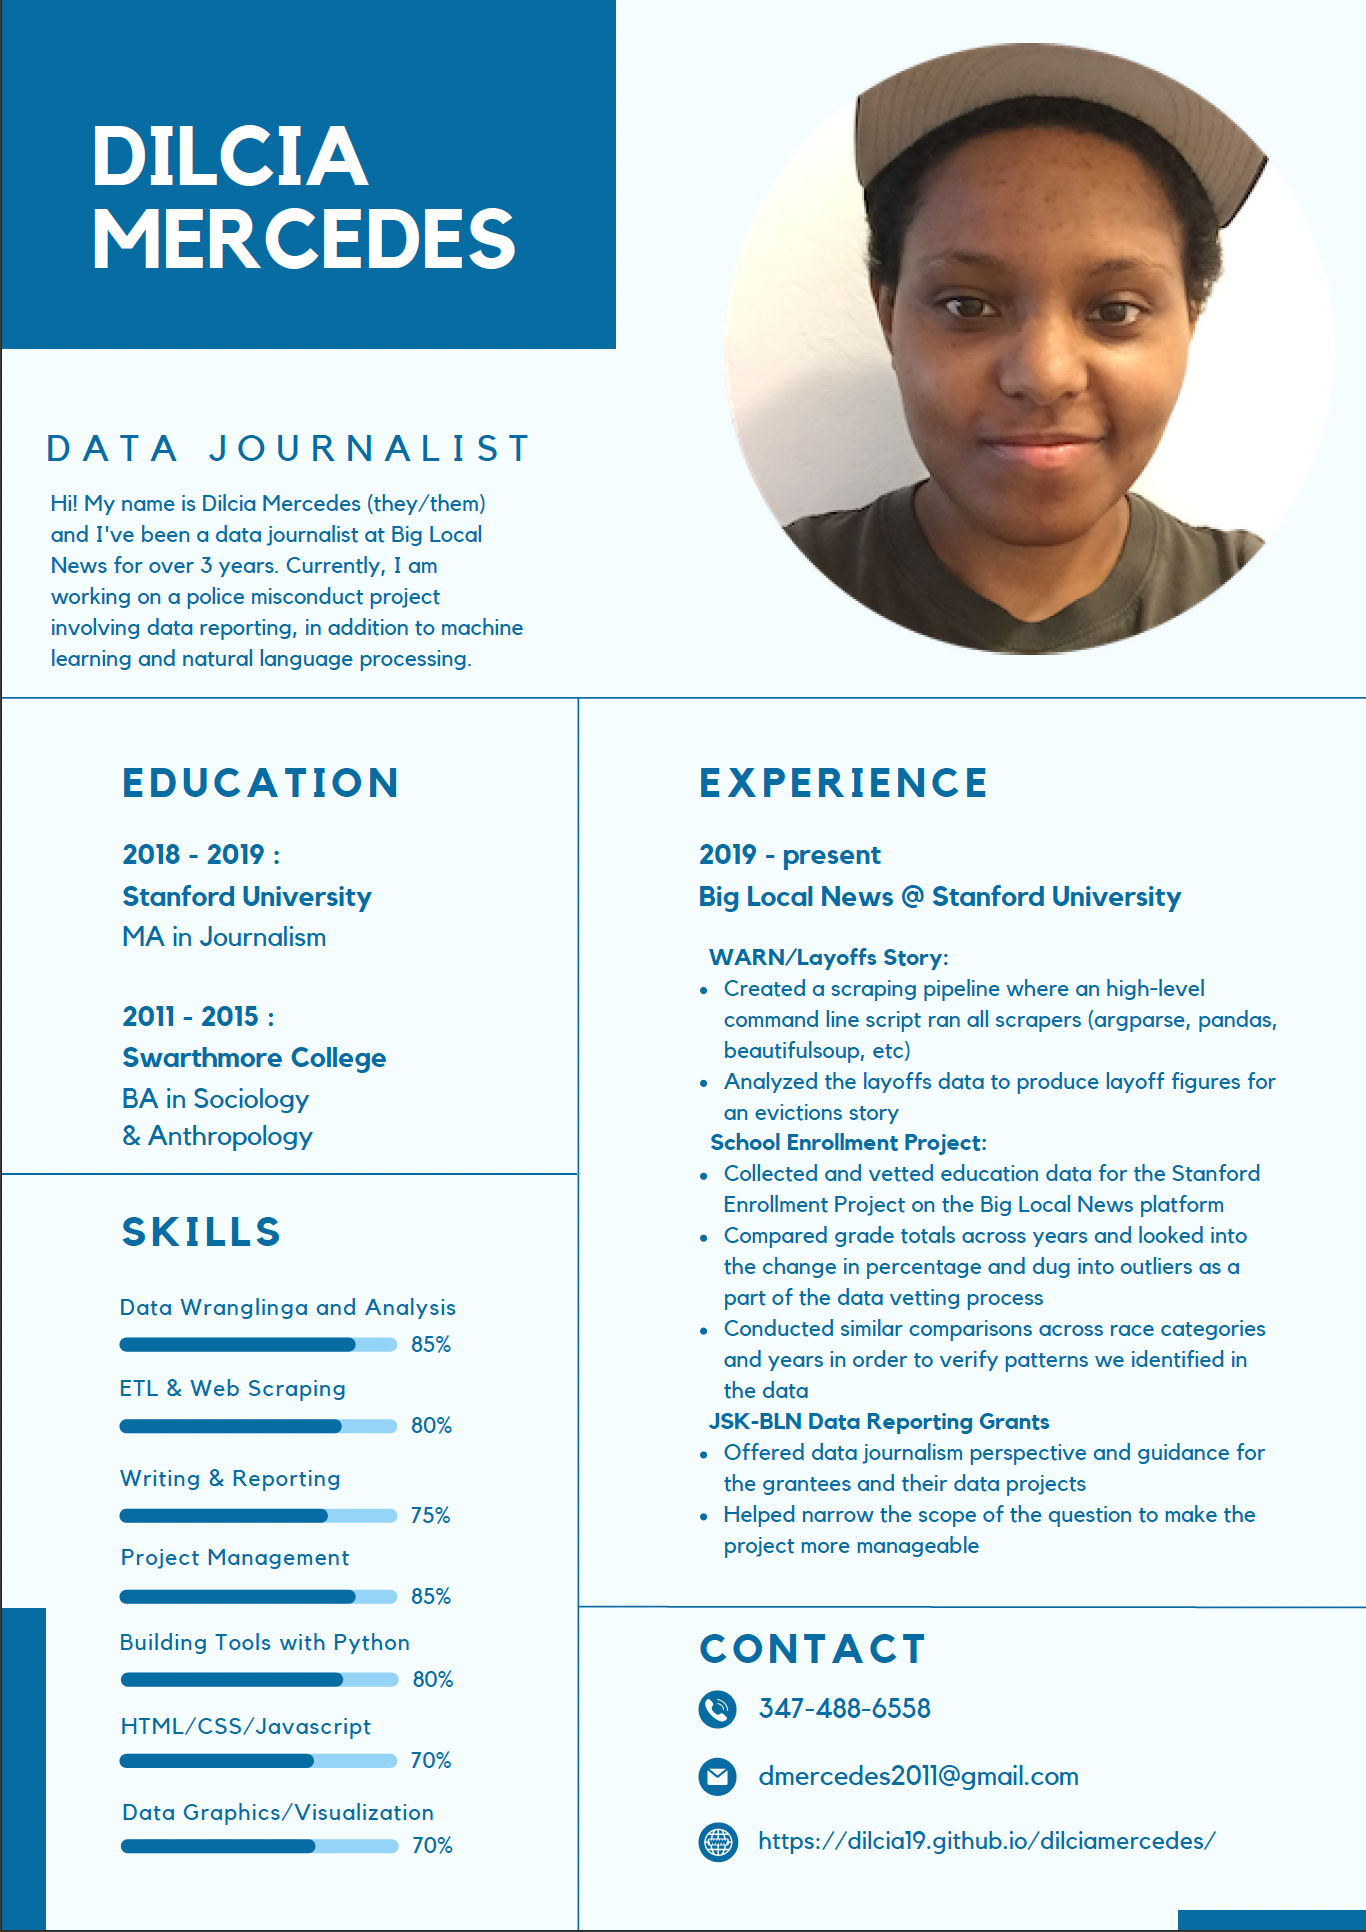 DILCIA
MERCEDES
DATA JOURNALIST
Hi! My name is Dilcia Mercedes (they/them)
and I've been a data journalist at Big Local
News for over 3 years. Currently, I am
working on a police misconduct project
involving data reporting, in addition to machine
learning and natural language processing.
EDUCATION
2018 - 2019 :
Stanford University
MA in Journalism
2011 - 2015 :
Swarthmore College
BA in Sociology
& Anthropology
SKILLS
Data Wranglinga and Analysis
85%
ETL & Web Scraping
80%
Writing & Reporting
75%
Project Management
85%
Building Tools with Python
80%
HTML/CSS/Javascript
70%
Data Graphics/Visualization
70%
EXPERIENCE
2019 - present
Big Local News @ Stanford University
WARN/Layoffs Story:
• Created a scraping pipeline where an high-level
command line script ran all scrapers (argparse, pandas,
beautifulsoup, etc)
• Analyzed the layoffs data to produce layoff figures for
an evictions story
School Enrollment Project:
• Collected and vetted education data for the Stanford
Enrollment Project on the Big Local News platform
• Compared grade totals across years and looked into
the change in percentage and dug into outliers as a
part of the data vetting process
• Conducted similar comparisons across race categories
and years in order to verify patterns we identified in
the data
JSK-BLN Data Reporting Grants
• Offered data journalism perspective and guidance for
the grantees and their data projects
• Helped narrow the scope of the question to make the
project more manageable
CONTACT
347-488-6558
dmercedes2011@gmail.com
https://dilcia19.github.io/dilciamercedes/